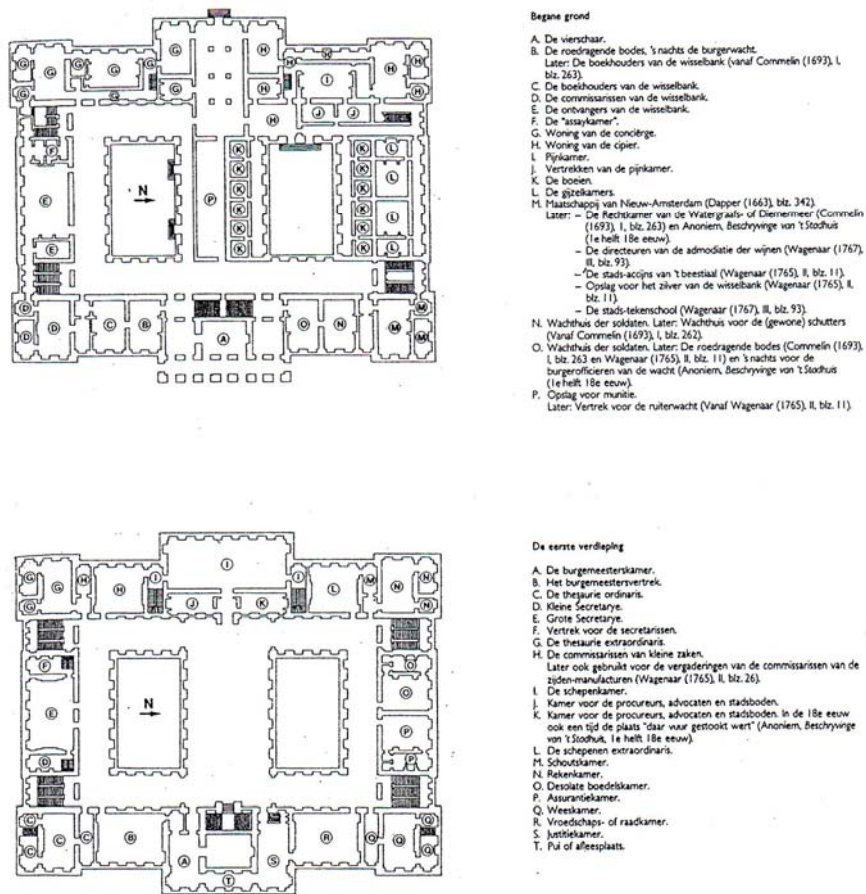 Begane grond
A. De vierschaar.
B. De roedragende bodes, 's nachts de burgerwacht.
Later: De boekhouders van de wisselbank (vanaf Commelin (1693), I,
blz. 263).
C. De boekhouders van de wisselbank.
D. De commissarissen van de wisselbank.
E. De ontvangers van de wisselbank.
F. De "assaykamer".
G. Woning van de conciërge.
H. Woning van de cipier.
I. Pijnkamer.
J. Vertrekken van de pijnkamer.
K. De boeien.
L. De gijzelkamers.
M. Maatschappij van Nieuw-Amsterdam (Dapper (1663), blz. 342).
Later: – De Rechtkamer van de Watergraafs- of Diemermeer (Commelin
(1693), I, blz. 263) en Anoniem, Beschryvinge van 't Stadhuis
(1e helft 18e eeuw).
– De directeuren van de admodiatie der wijnen (Wagenaar (1767),
III, blz. 93).
– De stads-accijns van 't beestiaal (Wagenaar (1765), II, blz. 11).
– Opslag voor het zilver van de wisselbank (Wagenaar (1765), II,
blz. 11).
– De stads-tekenschool (Wagenaar (1767), III, blz. 93).
N. Wachthuis der soldaten. Later: Wachthuis voor de (gewone) schutters
(Vanaf Commelin (1693), I, blz. 262).
O. Wachthuis der soldaten. Later: De roedragende bodes (Commelin (1693),
I, blz. 263 en Wagenaar (1765), II, blz. 11) en 's nachts voor de
burgerofficieren van de wacht (Anoniem, Beschryvinge van 't Stadhuis
(1e helft 18e eeuw).
P. Opslag voor munitie.
Later: Vertrek voor de ruiterwacht (Vanaf Wagenaar (1765), II, blz. 11).
G G G G G G H H H H H
G G H I H
F H J J
K K L
N
E P K K L
K K
K K L
K K
E K K L
D M
D D C B A O N M M
De eerste verdieping
A. De burgemeesterskamer.
B. Het burgemeestersvertrek.
C. De thesaurie ordinaris.
D. Kleine Secretarye.
E. Grote Secretarye.
F. Vertrek voor de secretarissen.
G. De thesaurie extraordinaris.
H. De commissarissen van kleine zaken.
Later ook gebruikt voor de vergaderingen van de commissarissen van de
zijden-manufacturen (Wagenaar (1765), II, blz. 26).
I. De schepenkamer.
J. Kamer voor de procureurs, advocaten en stadsboden.
K. Kamer voor de procureurs, advocaten en stadsboden. In de 18e eeuw
ook een tijd de plaats "daar vuur gestookt wert" (Anoniem, Beschryvinge
van 't Stadhuis, 1e helft 18e eeuw).
L. De schepenen extraordinaris.
M. Schoutskamer.
N. Rekenkamer.
O. Desolate boedelskamer.
P. Assurantiekamer.
Q. Weeskamer.
R. Vroedschaps- of raadkamer.
S. Justitiekamer.
T. Pui of afleesplaats.
G G H H I I I L M N N
G J K N
F O
E N O
P
D P
C C C B A S R Q Q Q
C T Q